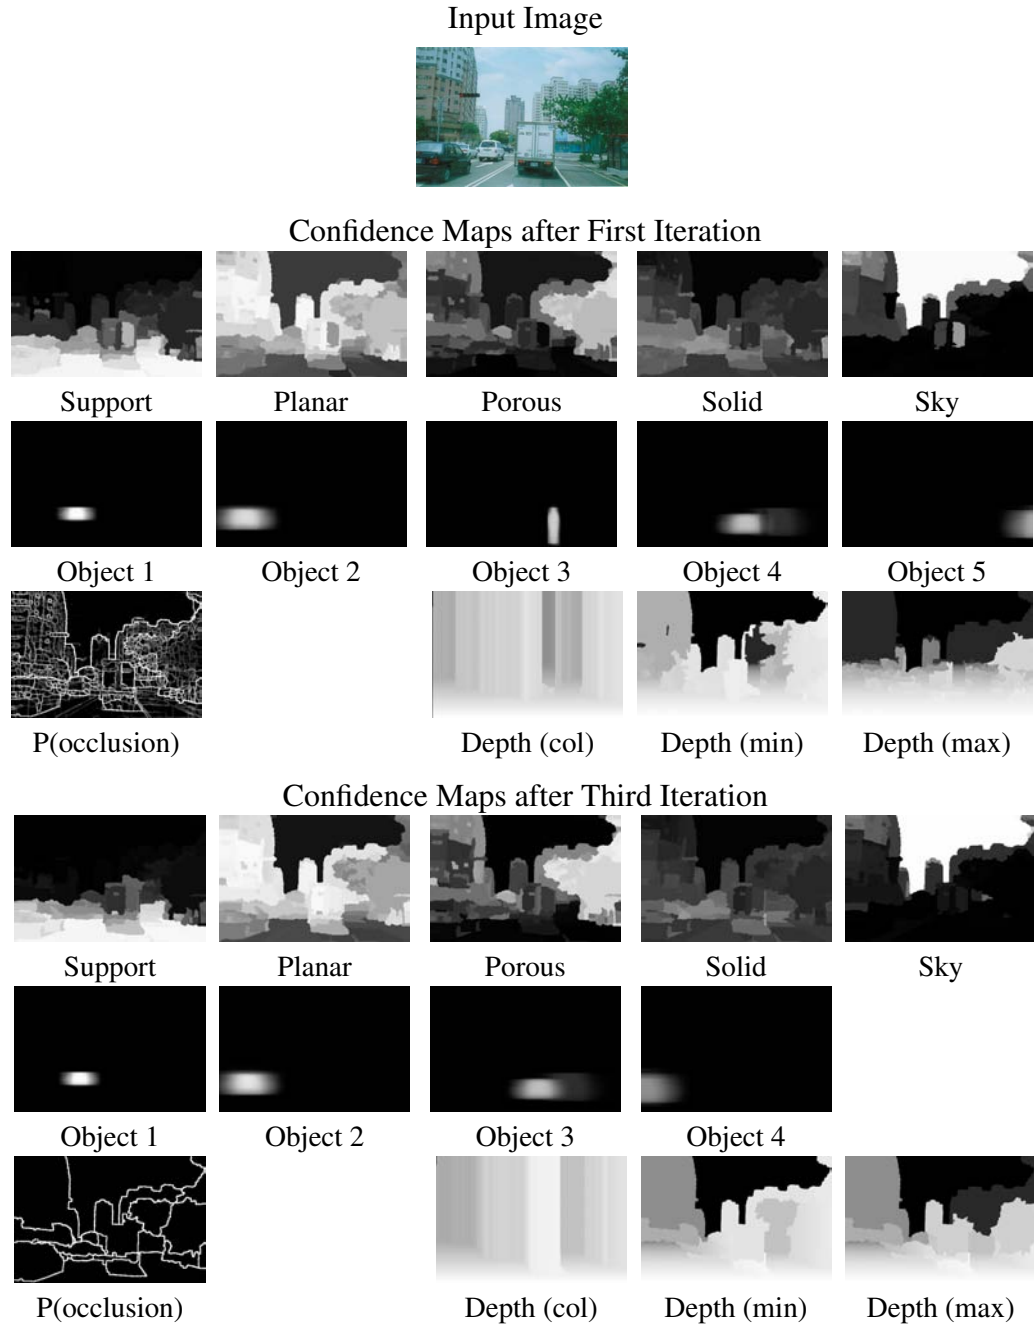 Input Image
Confidence Maps after First Iteration
Support Planar Porous Solid Sky
Object 1 Object 2 Object 3 Object 4 Object 5
P(occlusion) Depth (col) Depth (min) Depth (max)
Confidence Maps after Third Iteration
Support Planar Porous Solid Sky
Object 1 Object 2 Object 3 Object 4
P(occlusion) Depth (col) Depth (min) Depth (max)